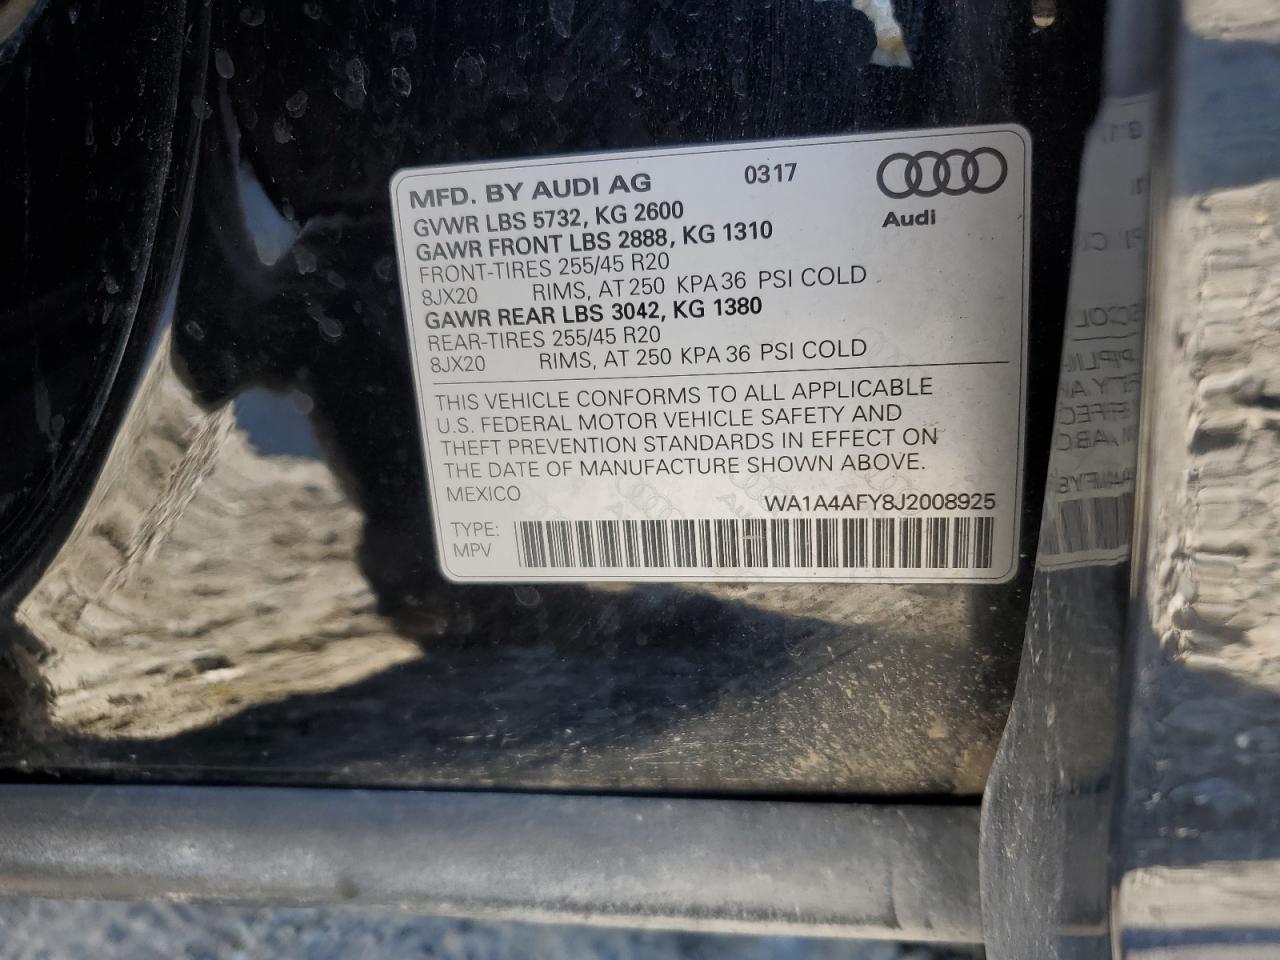 MFD. BY AUDI AG 0317
Audi
GVWR LBS 5732, KG 2600
GAWR FRONT LBS 2888, KG 1310
FRONT-TIRES 255/45 R20
8JX20 RIMS, AT 250 KPA 36 PSI COLD
GAWR REAR LBS 3042, KG 1380
REAR-TIRES 255/45 R20
8JX20 RIMS, AT 250 KPA 36 PSI COLD
THIS VEHICLE CONFORMS TO ALL APPLICABLE
U.S. FEDERAL MOTOR VEHICLE SAFETY AND
THEFT PREVENTION STANDARDS IN EFFECT ON
THE DATE OF MANUFACTURE SHOWN ABOVE.
MEXICO
WA1A4AFY8J2008925
TYPE:
MPV